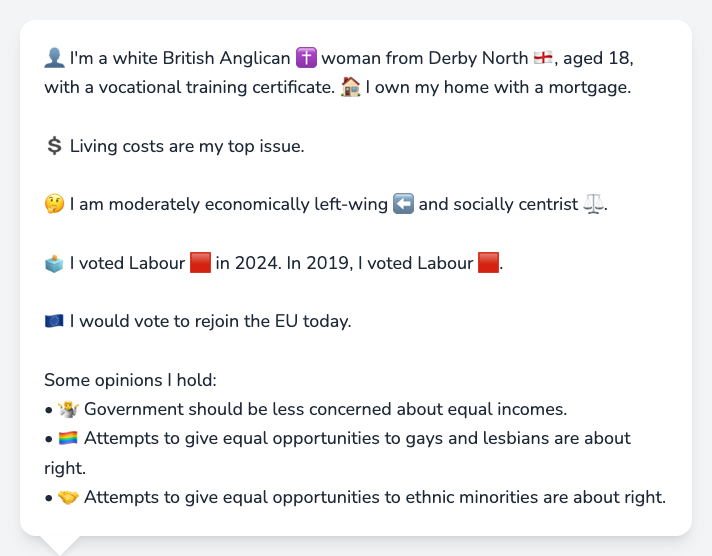 👤 I'm a white British Anglican ✝️ woman from Derby North 🏴󠁧󠁢󠁥󠁮󠁧󠁿, aged 18,
with a vocational training certificate. 🏠 I own my home with a mortgage.
💲 Living costs are my top issue.
🤔 I am moderately economically left-wing ⬅️ and socially centrist ⚖️.
🗳️ I voted Labour 🟥 in 2024. In 2019, I voted Labour 🟥.
🇪🇺 I would vote to rejoin the EU today.
Some opinions I hold:
• 🤷 Government should be less concerned about equal incomes.
• 🏳️‍🌈 Attempts to give equal opportunities to gays and lesbians are about
right.
• 🤝 Attempts to give equal opportunities to ethnic minorities are about right.